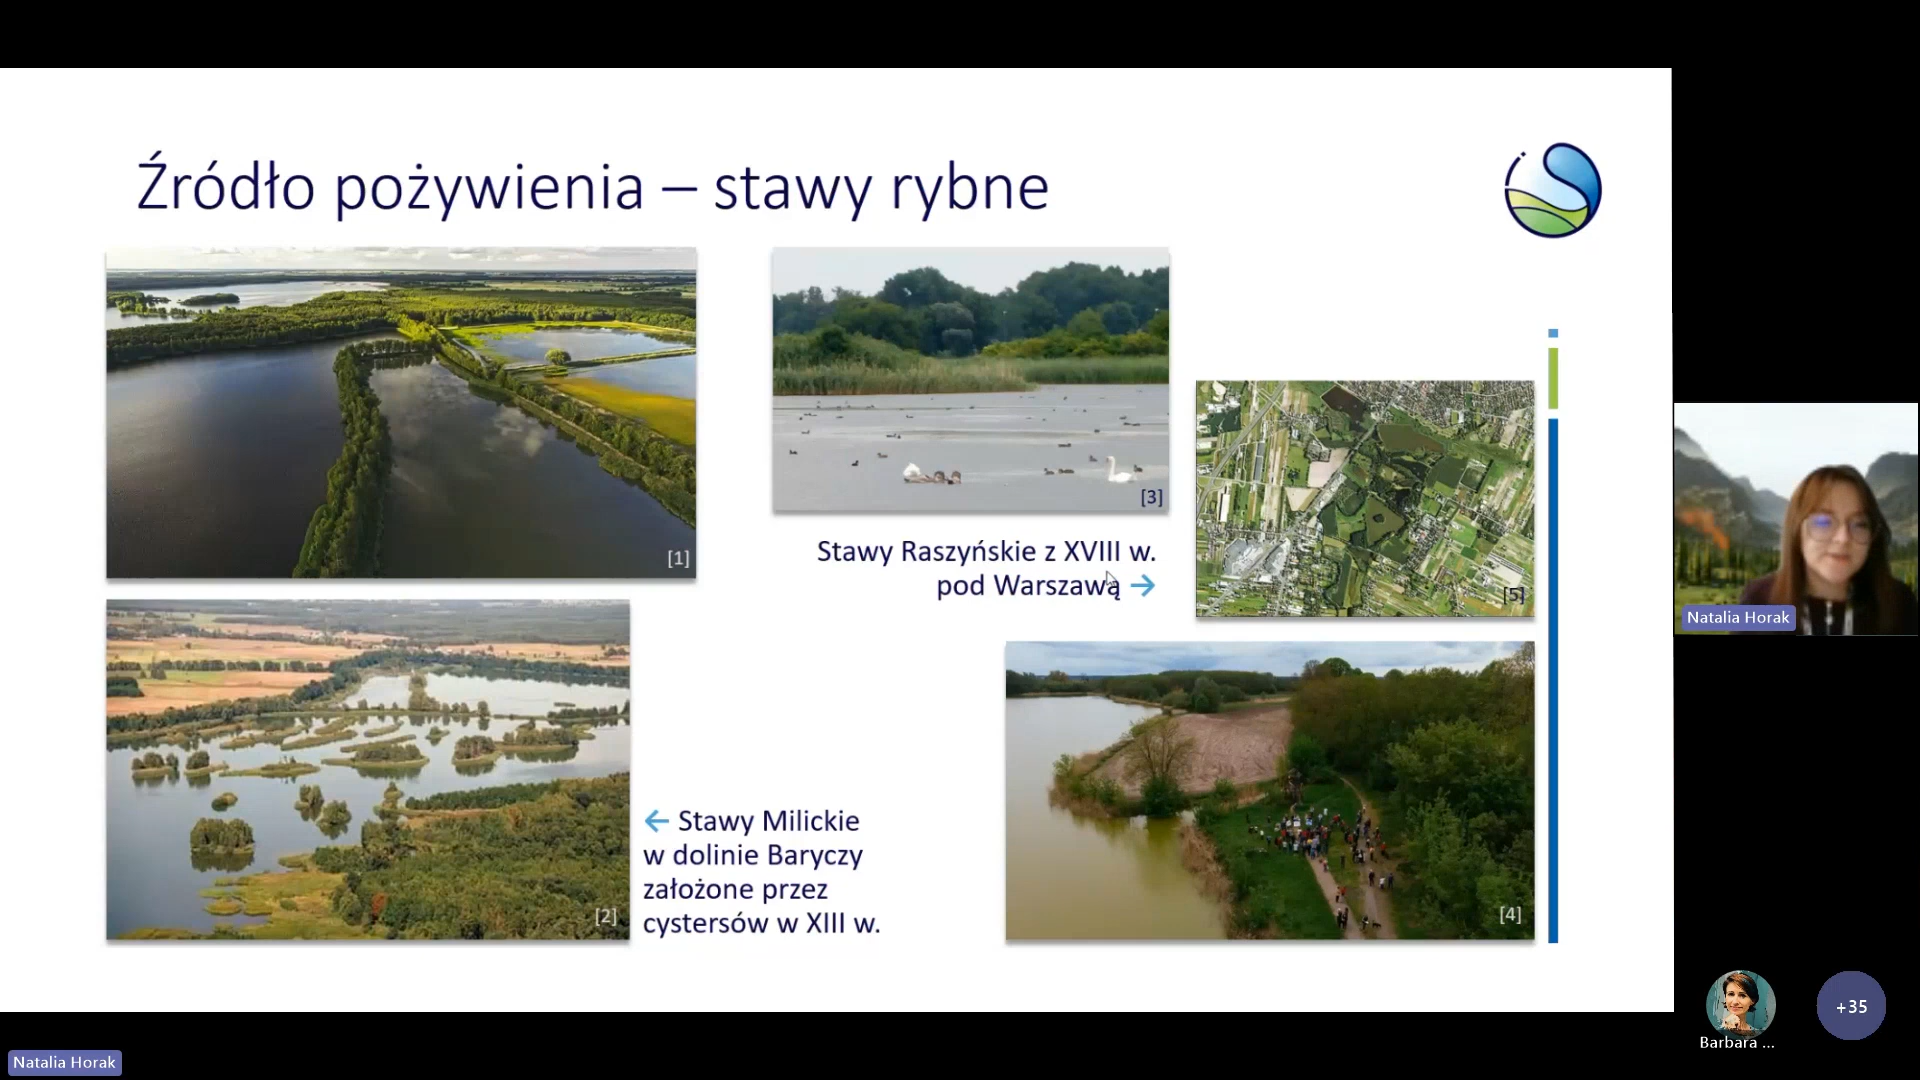 Źródło pożywienia – stawy rybne
[1]
[3]
Stawy Raszyńskie z XVIII w.
pod Warszawą →
[5]
[2]
← Stawy Milickie
w dolinie Baryczy
założone przez
cystersów w XIII w.
[4]
Natalia Horak
Barbara ...
+35
Natalia Horak